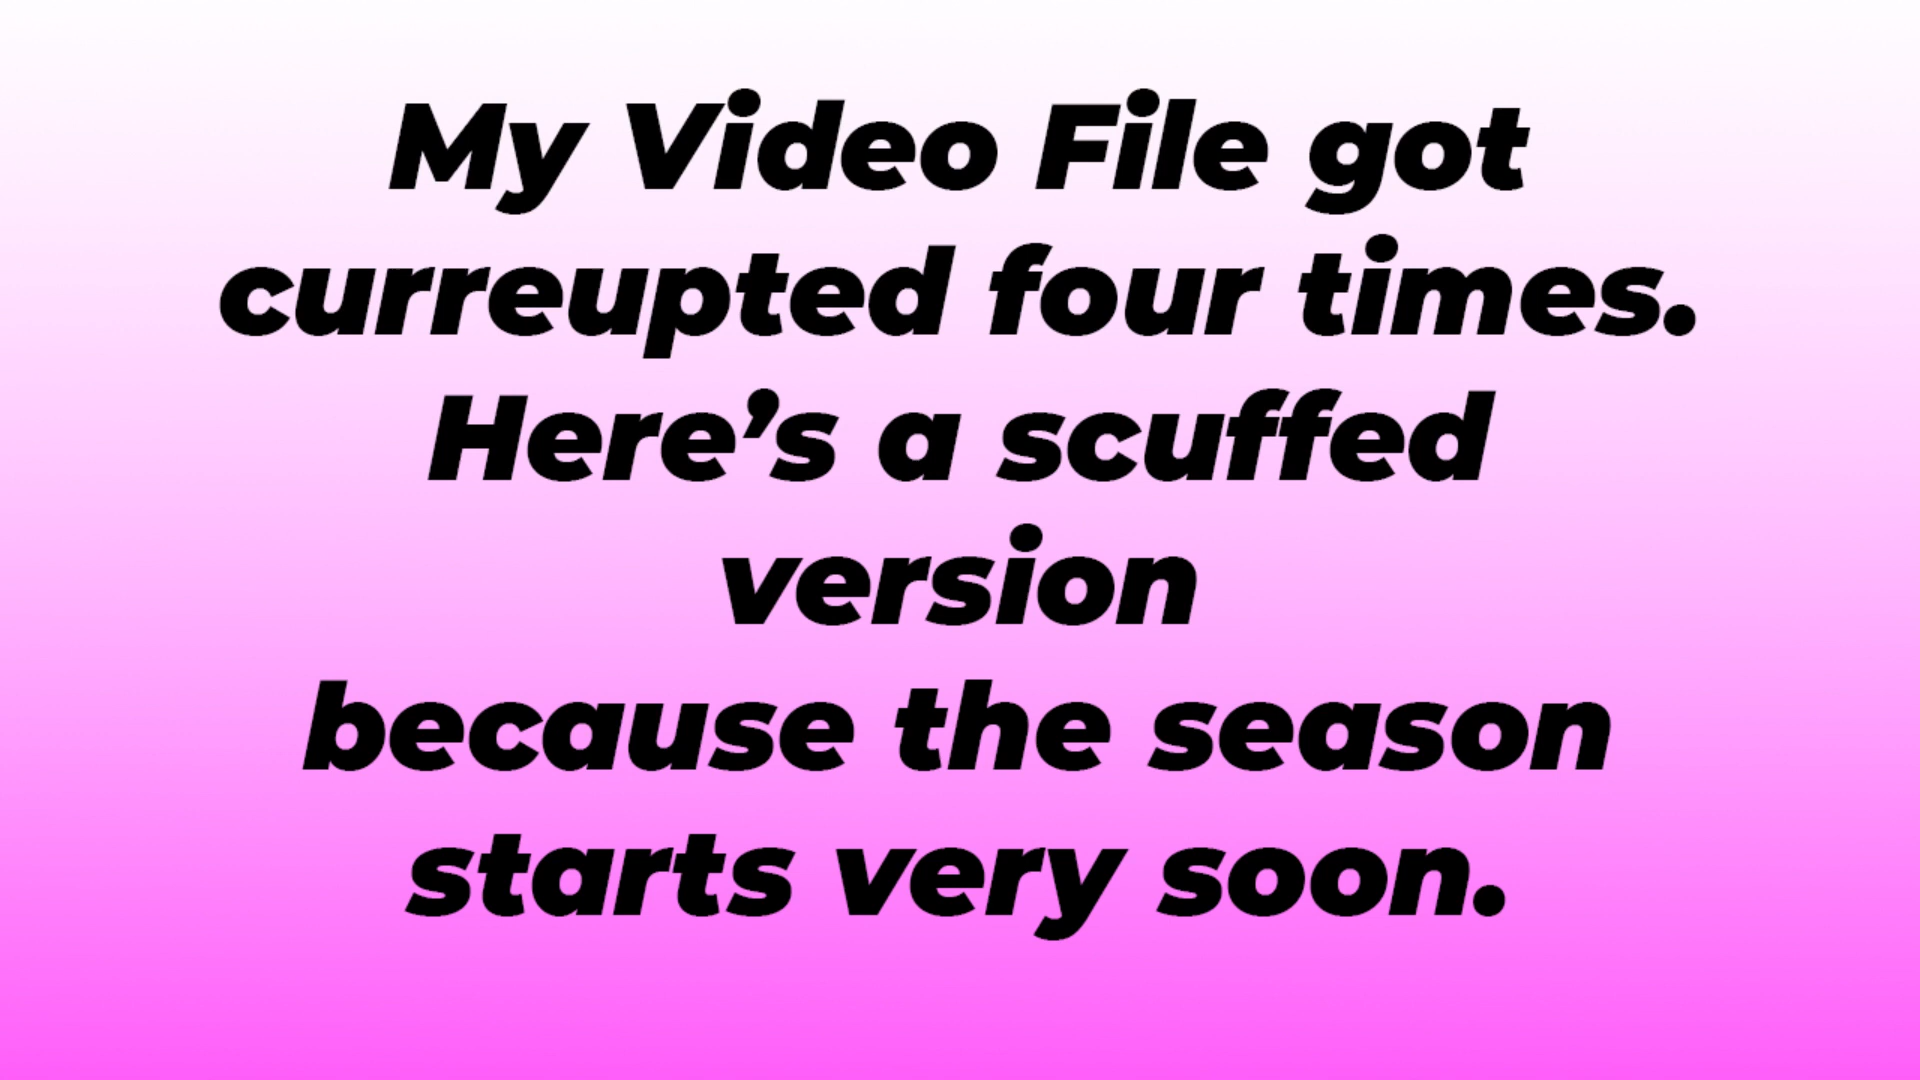 My Video File got
curreupted four times.
Here’s a scuffed
version
because the season
starts very soon.